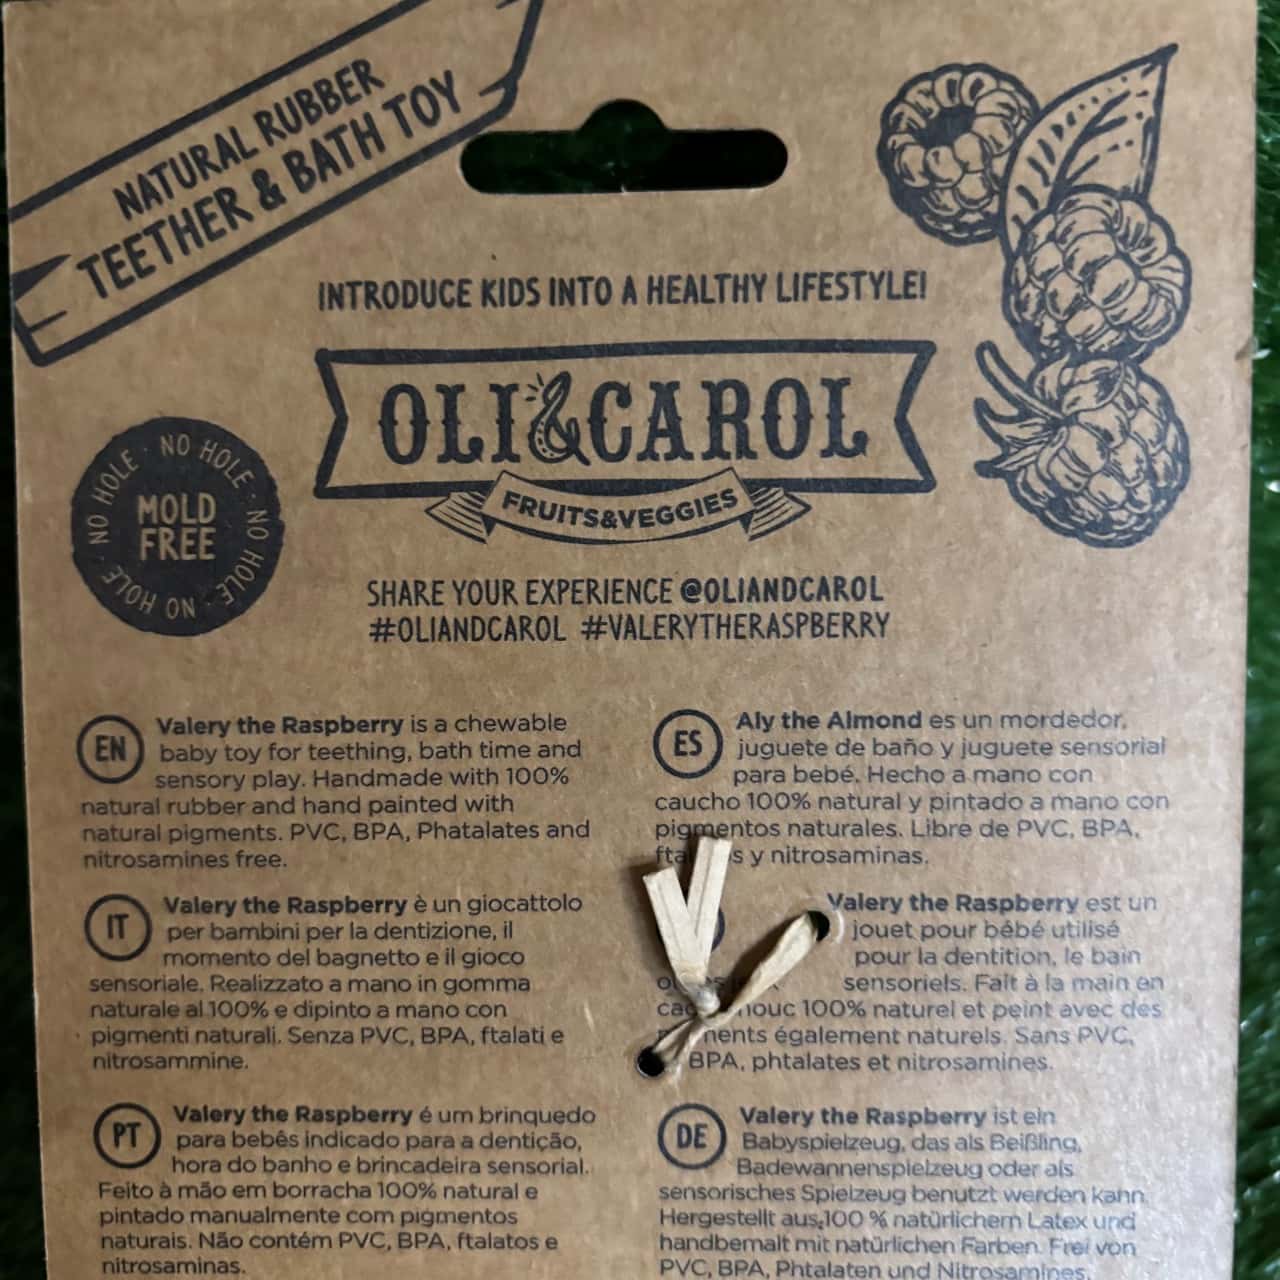 NATURAL RUBBER
TEETHER & BATH TOY
INTRODUCE KIDS INTO A HEALTHY LIFESTYLE!
OLI&CAROL
FRUITS&VEGGIES
NO HOLE · NO HOLE · NO HOLE · NO HOLE · NO HOLE ·
MOLD
FREE
SHARE YOUR EXPERIENCE @OLIANDCAROL
#OLIANDCAROL #VALERYTHERASPBERRY
EN
Valery the Raspberry is a chewable
baby toy for teething, bath time and
sensory play. Handmade with 100%
natural rubber and hand painted with
natural pigments. PVC, BPA, Phatalates and
nitrosamines free.
ES
Aly the Almond es un mordedor,
juguete de baño y juguete sensorial
para bebé. Hecho a mano con
caucho 100% natural y pintado a mano con
pigmentos naturales. Libre de PVC, BPA,
y nitrosaminas.
IT
Valery the Raspberry è un giocattolo
per bambini per la dentizione, il
momento del bagnetto e il gioco
sensoriale. Realizzato a mano in gomma
naturale al 100% e dipinto a mano con
pigmenti naturali. Senza PVC, BPA, ftalati e
nitrosammine.
Valery the Raspberry est un
jouet pour bébé utilisé
pour la dentition, le bain
sensoriels. Fait à la main en
100% naturel et peint avec des
également naturels. Sans PVC,
BPA, phtalates et nitrosamines.
PT
Valery the Raspberry é um brinquedo
para bebês indicado para a dentição,
hora do banho e brincadeira sensorial.
Feito à mão em borracha 100% natural e
pintado manualmente com pigmentos
naturais. Não contém PVC, BPA, ftalatos e
nitrosaminas.
DE
Valery the Raspberry ist ein
Babyspielzeug, das als Beißling,
Badewannenspielzeug oder als
sensorisches Spielzeug benutzt werden kann.
Hergestellt aus 100 % natürlichem Latex und
handbemalt mit natürlichen Farben. Frei von
PVC, BPA, Phtalaten und Nitrosamines.